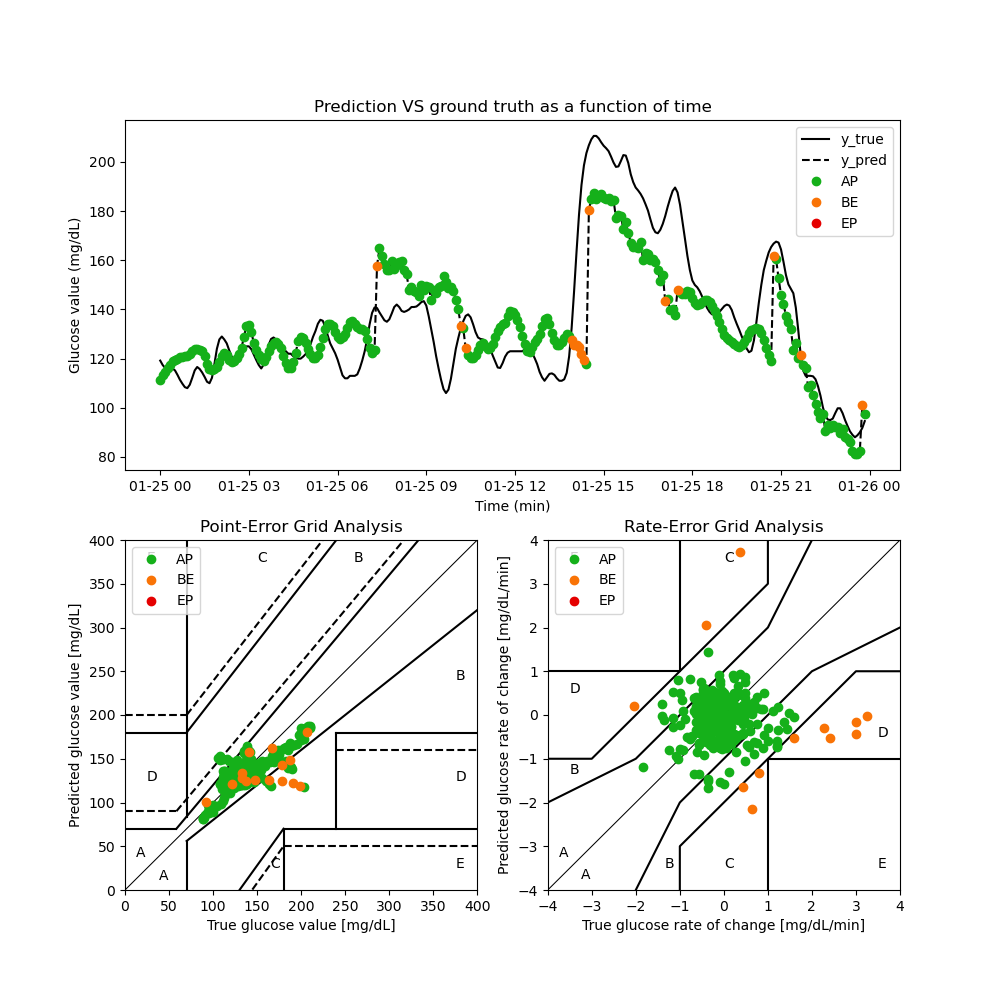 Prediction VS ground truth as a function of time
Glucose value (mg/dL)
200
180
160
140
120
100
80
y_true
y_pred
AP
BE
EP
01-25 00 01-25 03 01-25 06 01-25 09 01-25 12 01-25 15 01-25 18 01-25 21 01-26 00
Time (min)
Point-Error Grid Analysis
Predicted glucose value [mg/dL]
400
350
300
250
200
150
100
50
0
AP
BE
EP
C B
B
D D
A
A
C E
0 50 100 150 200 250 300 350 400
True glucose value [mg/dL]
Rate-Error Grid Analysis
Predicted glucose rate of change [mg/dL/min]
4
3
2
1
0
−1
−2
−3
−4
AP
BE
EP
C
D
D
B
A
A B C E
−4 −3 −2 −1 0 1 2 3 4
True glucose rate of change [mg/dL/min]